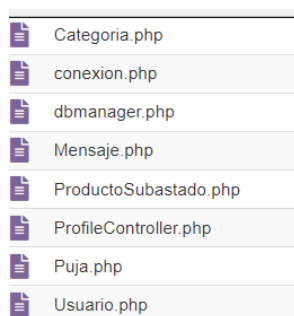 Categoria.php
conexion.php
dbmanager.php
Mensaje.php
ProductoSubastado.php
ProfileController.php
Puja.php
Usuario.php